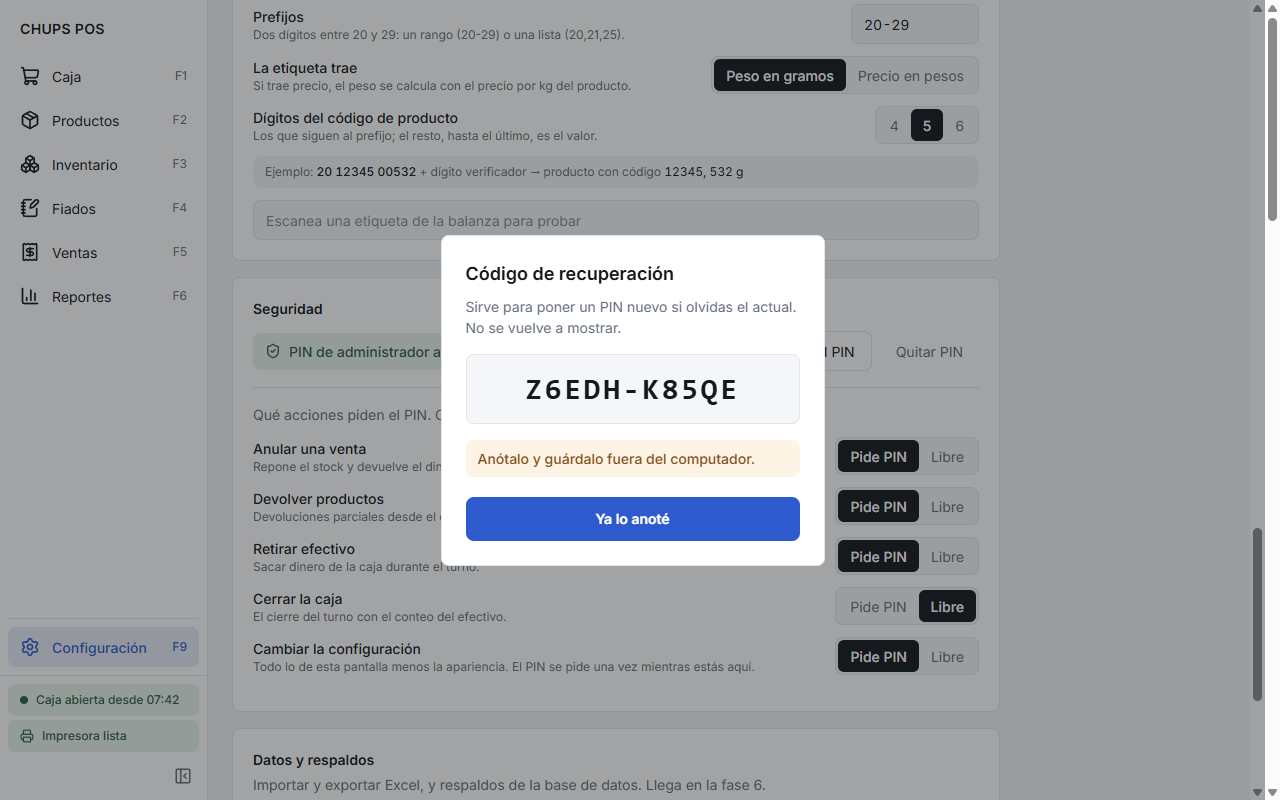 CHUPS POS
Caja F1
Productos F2
Inventario F3
Fiados F4
Ventas F5
Reportes F6
Configuración F9
Caja abierta desde 07:42
Impresora lista
Prefijos
Dos dígitos entre 20 y 29: un rango (20-29) o una lista (20,21,25).
20-29
La etiqueta trae
Si trae precio, el peso se calcula con el precio por kg del producto.
Peso en gramos Precio en pesos
Dígitos del código de producto
Los que siguen al prefijo; el resto, hasta el último, es el valor.
4 5 6
Ejemplo: 20 12345 00532 + dígito verificador → producto con código 12345, 532 g
Escanea una etiqueta de la balanza para probar
Seguridad
PIN de administrador a
PIN Quitar PIN
Qué acciones piden el PIN.
Anular una venta
Repone el stock y devuelve el
Pide PIN Libre
Devolver productos
Devoluciones parciales desde el
Pide PIN Libre
Retirar efectivo
Sacar dinero de la caja durante el turno.
Pide PIN Libre
Cerrar la caja
El cierre del turno con el conteo del efectivo.
Pide PIN Libre
Cambiar la configuración
Todo lo de esta pantalla menos la apariencia. El PIN se pide una vez mientras estás aquí.
Pide PIN Libre
Datos y respaldos
Importar y exportar Excel, y respaldos de la base de datos. Llega en la fase 6.
Código de recuperación
Sirve para poner un PIN nuevo si olvidas el actual.
No se vuelve a mostrar.
Z6EDH-K85QE
Anótalo y guárdalo fuera del computador.
Ya lo anoté